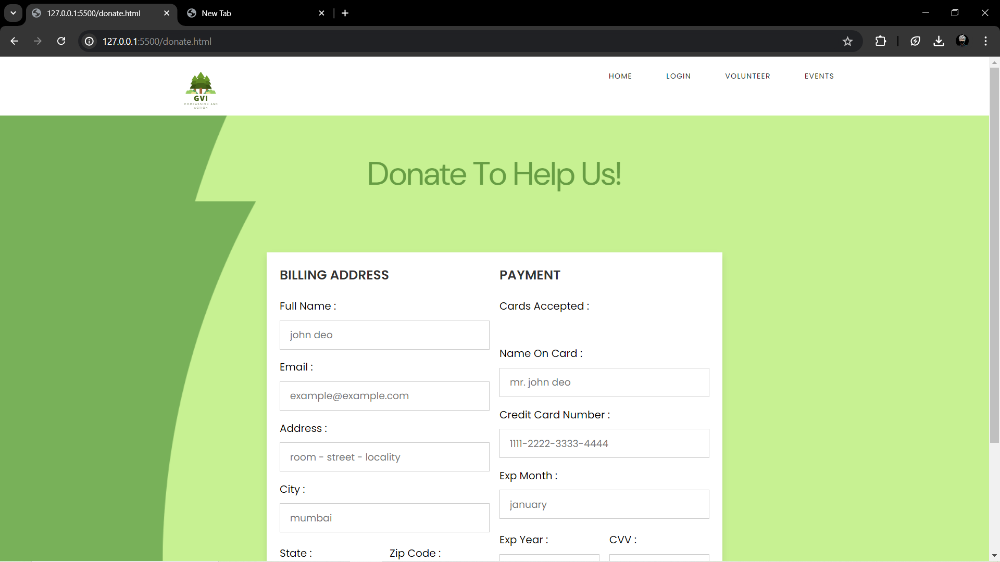 127.0.0.1:5500/donate.html
New Tab
127.0.0.1:5500/donate.html
GVI
COMPASSION AND
ACTION
HOME
LOGIN
VOLUNTEER
EVENTS
Donate To Help Us!
BILLING ADDRESS
Full Name :
john deo
Email :
example@example.com
Address :
room - street - locality
City :
mumbai
State :
Zip Code :
PAYMENT
Cards Accepted :
Name On Card :
mr. john deo
Credit Card Number :
1111-2222-3333-4444
Exp Month :
january
Exp Year :
CVV :